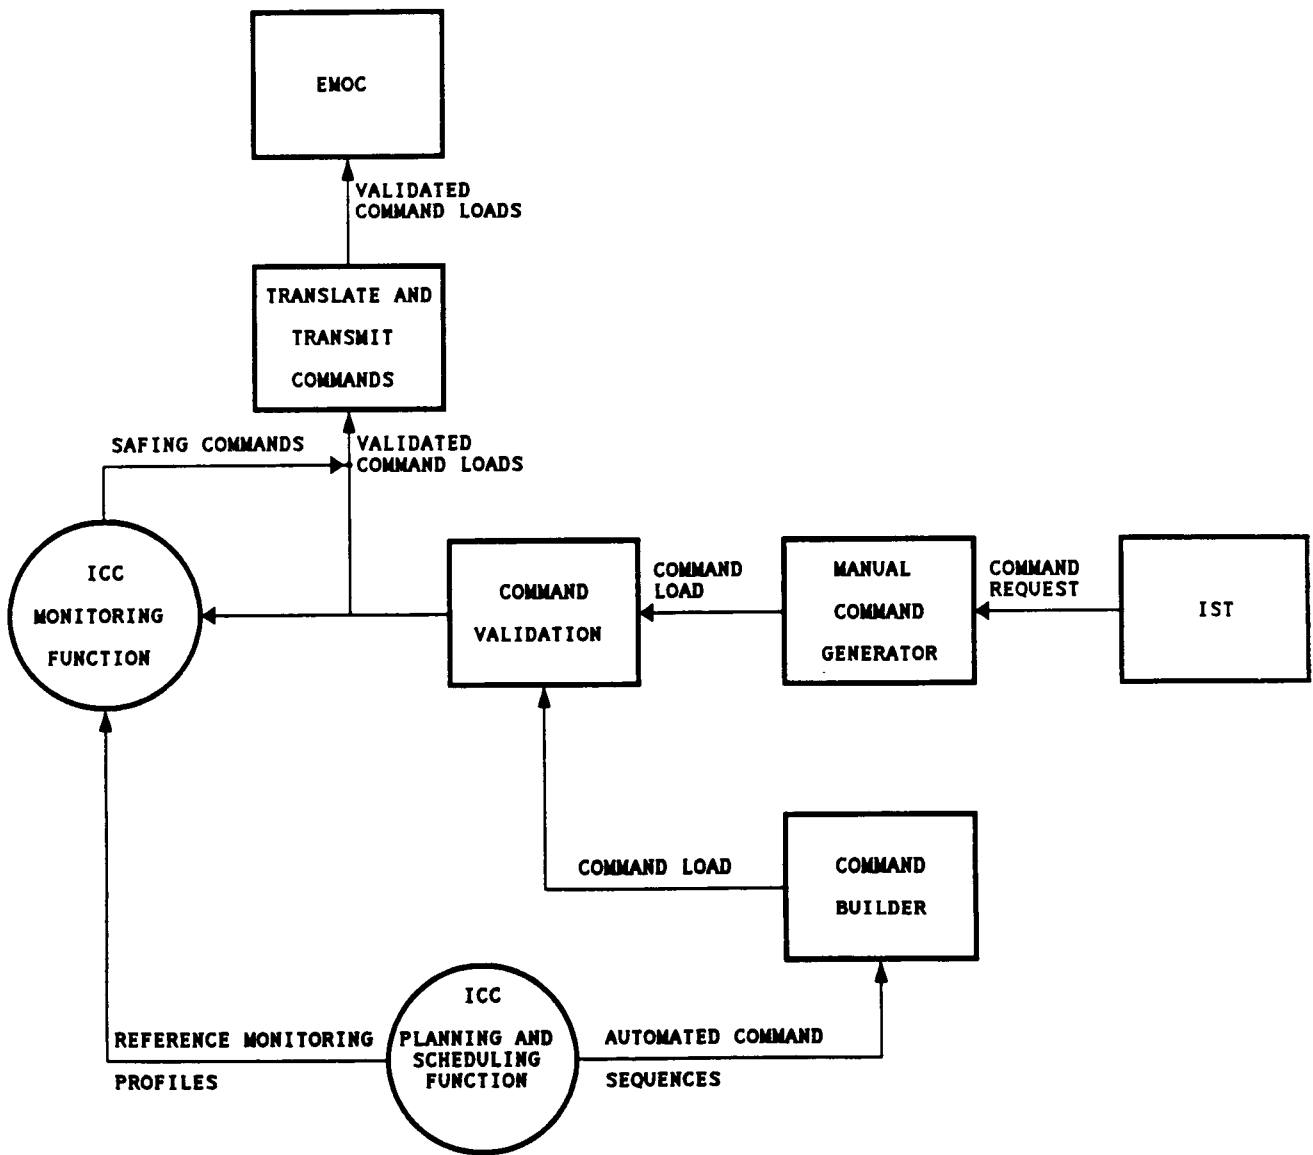 EMOC
VALIDATED
COMMAND LOADS
TRANSLATE AND
TRANSMIT
COMMANDS
SAFING COMMANDS
VALIDATED
COMMAND LOADS
ICC
MONITORING
FUNCTION
COMMAND
VALIDATION
COMMAND
LOAD
MANUAL
COMMAND
GENERATOR
COMMAND
REQUEST
IST
COMMAND LOAD
COMMAND
BUILDER
REFERENCE MONITORING
PROFILES
ICC
PLANNING AND
SCHEDULING
FUNCTION
AUTOMATED COMMAND
SEQUENCES